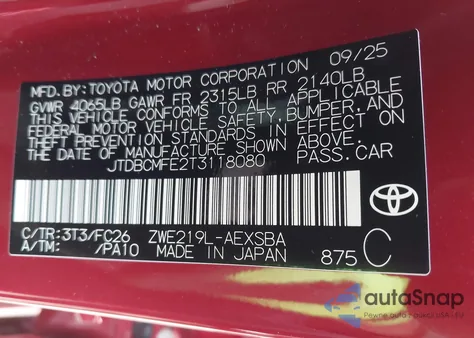 MFD. BY: TOYOTA MOTOR CORPORATION 09/25
GVWR 4065LB GAWR FR 2315LB RR 2140LB
THIS VEHICLE CONFORMS TO ALL APPLICABLE
FEDERAL MOTOR VEHICLE SAFETY,BUMPER,AND
THEFT PREVENTION STANDARDS IN EFFECT ON
THE DATE OF MANUFACTURE SHOWN ABOVE.
JTDBCMFE2T3118080 PASS.CAR
C/TR:3T3/FC26 ZWE219L-AEXSBA
A/TM: /PA10 MADE IN JAPAN 875 C
autoSnap